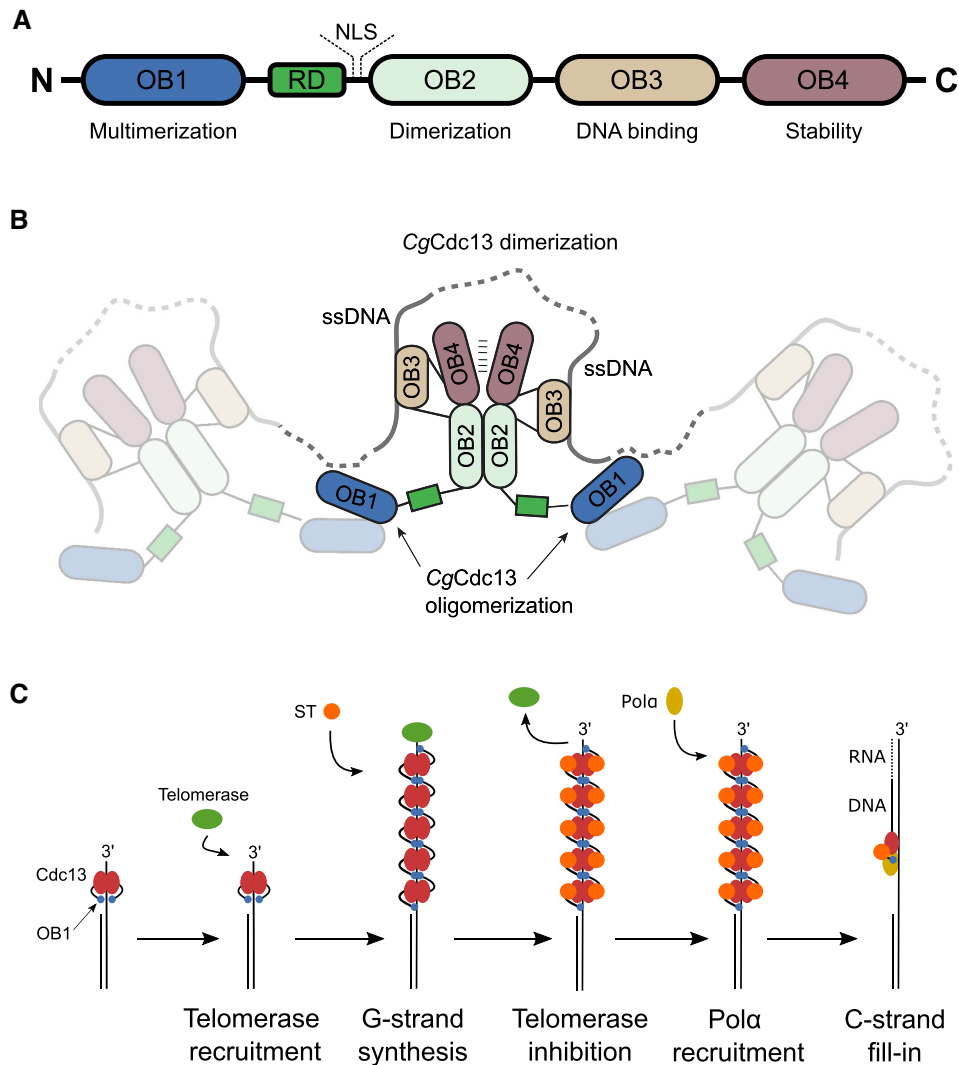 A
NLS
N
OB1
RD
OB2
OB3
OB4
C
Multimerization
Dimerization
DNA binding
Stability
B
CgCdc13 dimerization
ssDNA
ssDNA
OB3
OB4
OB4
OB3
OB2
OB2
OB1
OB1
CgCdc13
oligomerization
C
ST
Polα
3'
3'
3'
RNA
Telomerase
DNA
3'
3'
Cdc13
OB1
Telomerase
recruitment
G-strand
synthesis
Telomerase
inhibition
Polα
recruitment
C-strand
fill-in